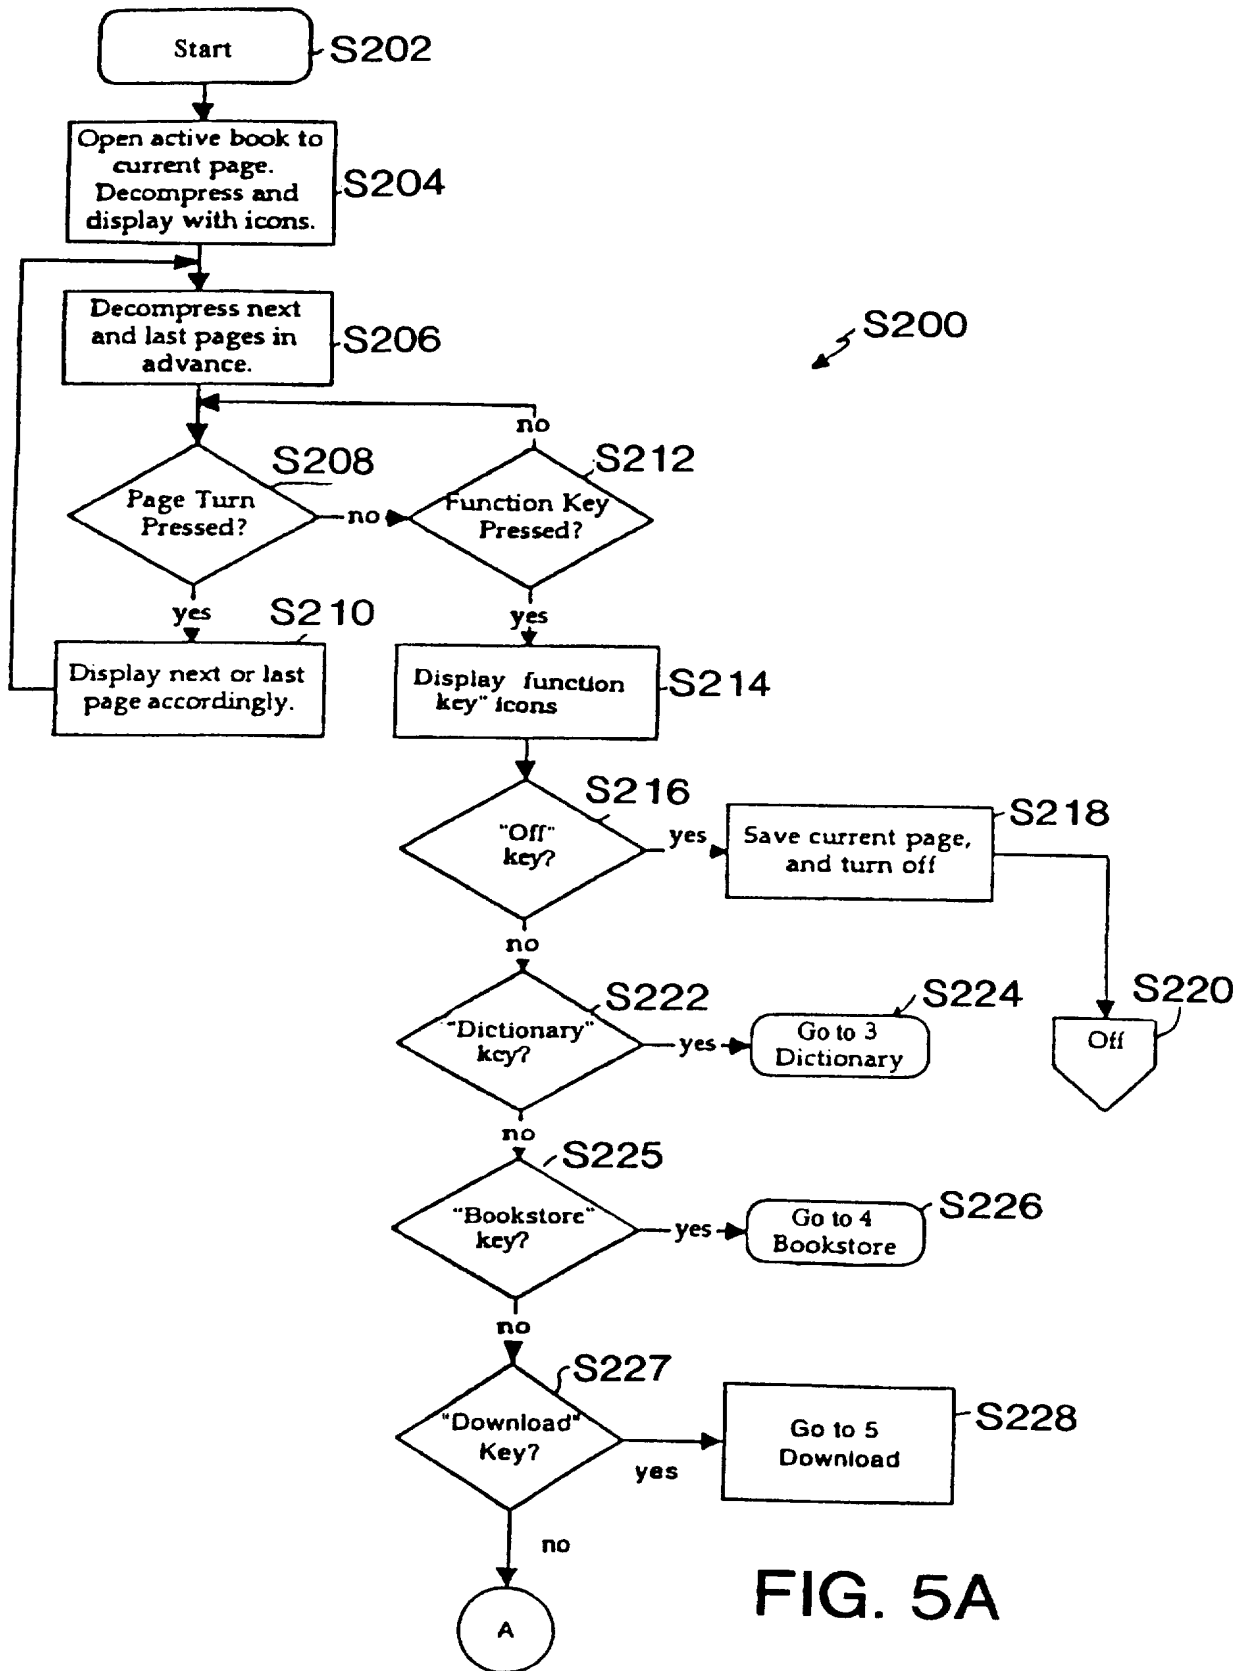 Start
S202
Open active book to
current page.
Decompress and
display with icons.
S204
Decompress next
and last pages in
advance.
S206
S200
no
S208
Page Turn
Pressed?
no
S212
Function Key
Pressed?
yes
S210
Display next or last
page accordingly.
yes
Display function
key" icons
S214
S216
"Off"
key?
yes
Save current page,
and turn off
S218
no
S222
"Dictionary"
key?
yes
S224
Go to 3
Dictionary
S220
Off
no
S225
"Bookstore"
key?
yes
Go to 4
Bookstore
S226
no
S227
"Download"
Key?
yes
Go to 5
Download
S228
no
A
FIG. 5A